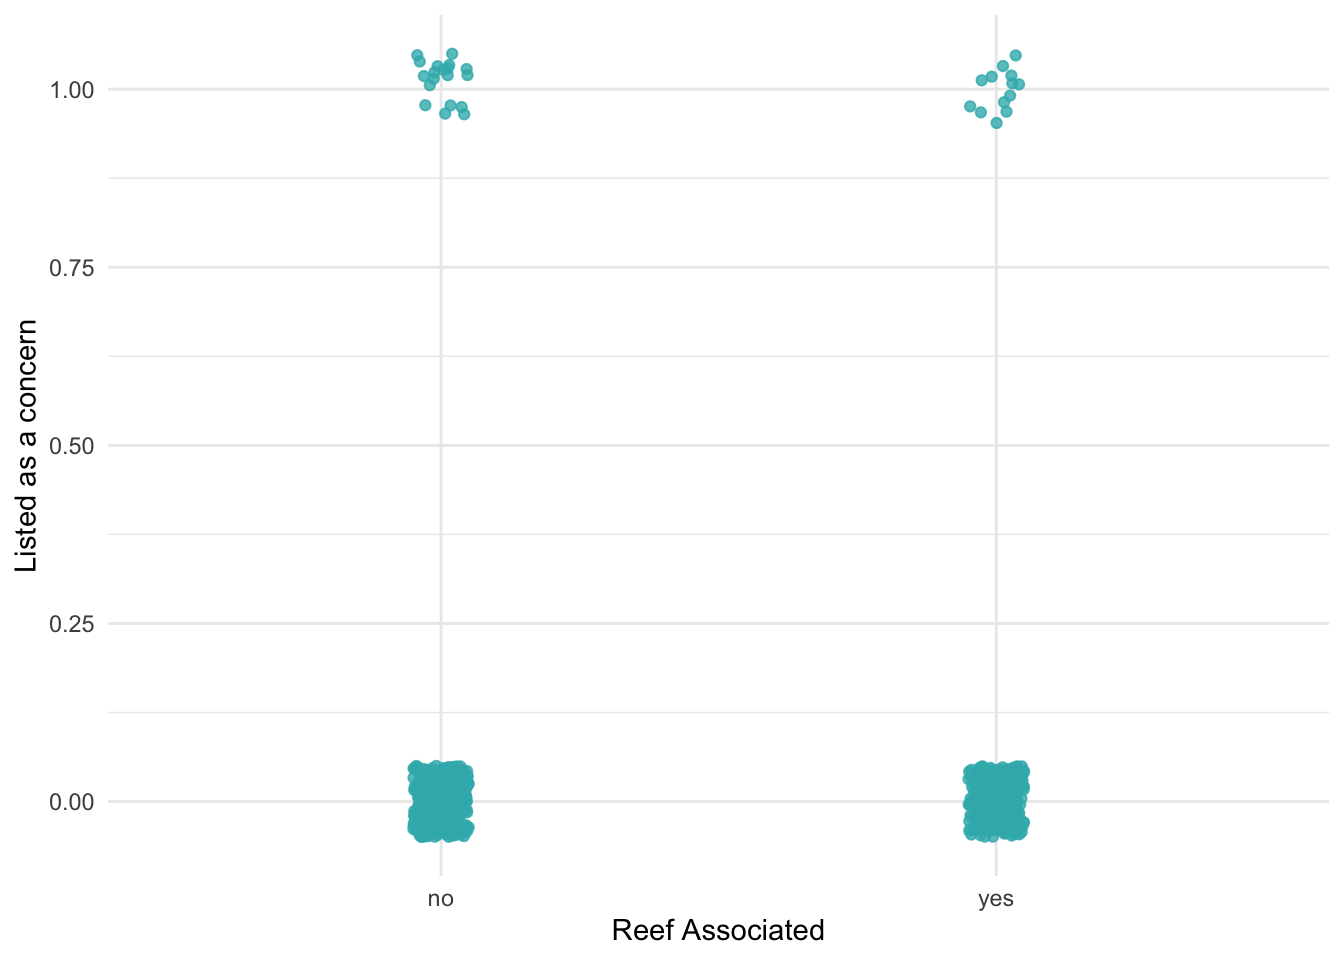 1.00
0.75
0.50
0.25
0.00
Listed as a concern
no
yes
Reef Associated